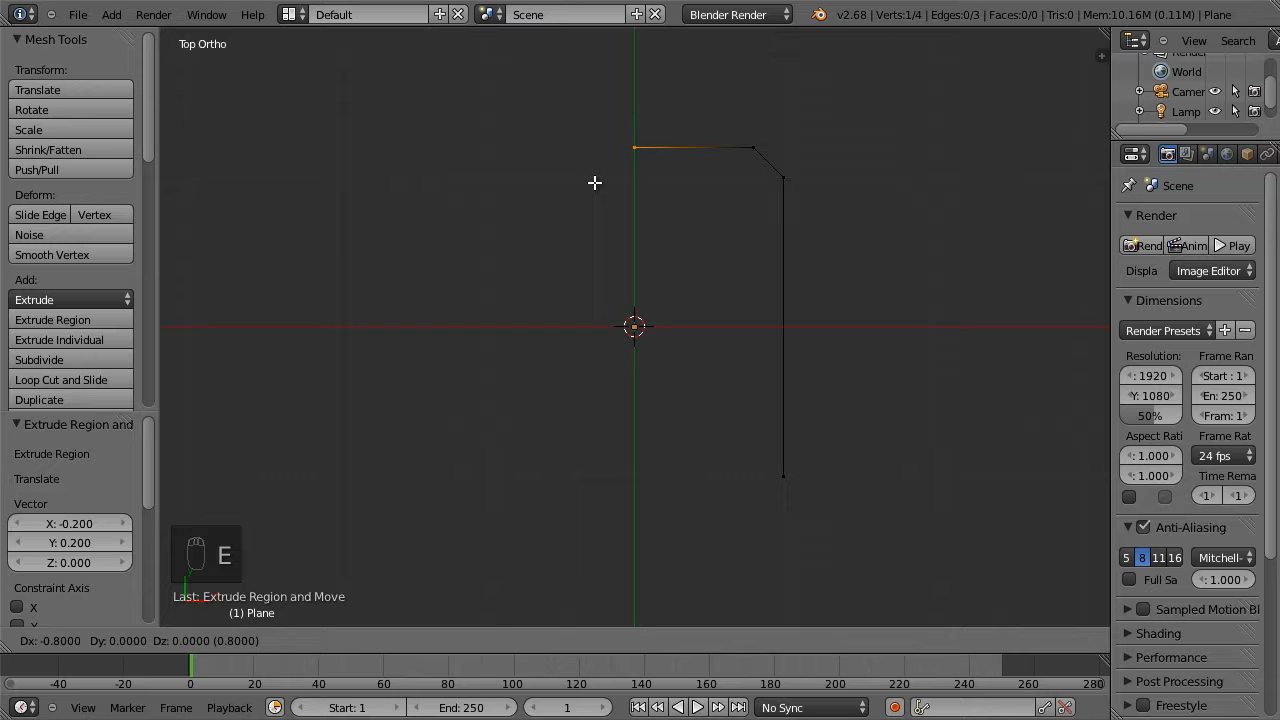 File Add Render Window Help Default Scene Blender Render v2.68 | Verts:1/4 | Edges:0/3 | Faces:0/0 | Tris:0 | Mem:10.16M (0.11M) | Plane
Mesh Tools
Transform:
Translate
Rotate
Scale
Shrink/Fatten
Push/Pull
Deform:
Slide Edge Vertex
Noise
Smooth Vertex
Add:
Extrude
Extrude Region
Extrude Individual
Subdivide
Loop Cut and Slide
Duplicate
Extrude Region and
Extrude Region
Translate
Vector
X: -0.200
Y: 0.200
Z: 0.000
Constraint Axis
X
Top Ortho
E
Last: Extrude Region and Move
(1) Plane
Dx: -0.8000 Dy: 0.0000 Dz: 0.0000 (0.8000)
View Search
World
Camer
Lamp
Scene
Render
Rend Anim Play
Displa Image Editor
Dimensions
Render Presets
Resolution: Frame Ran
: 1920 Start : 1
Y: 1080 En: 250
50% Fram: 1
Aspect Rati Frame Rat
: 1.000 24 fps
: 1.000 Time Rema
1 1
Anti-Aliasing
5 8 11 16 Mitchell-
Full Sa : 1.000
Sampled Motion Bl
Shading
Performance
Post Processing
Freestyle
-40 -20 0 20 40 60 80 100 120 140 160 180 200 220 240 260 280
View Marker Frame Playback Start: 1 End: 250 1 No Sync